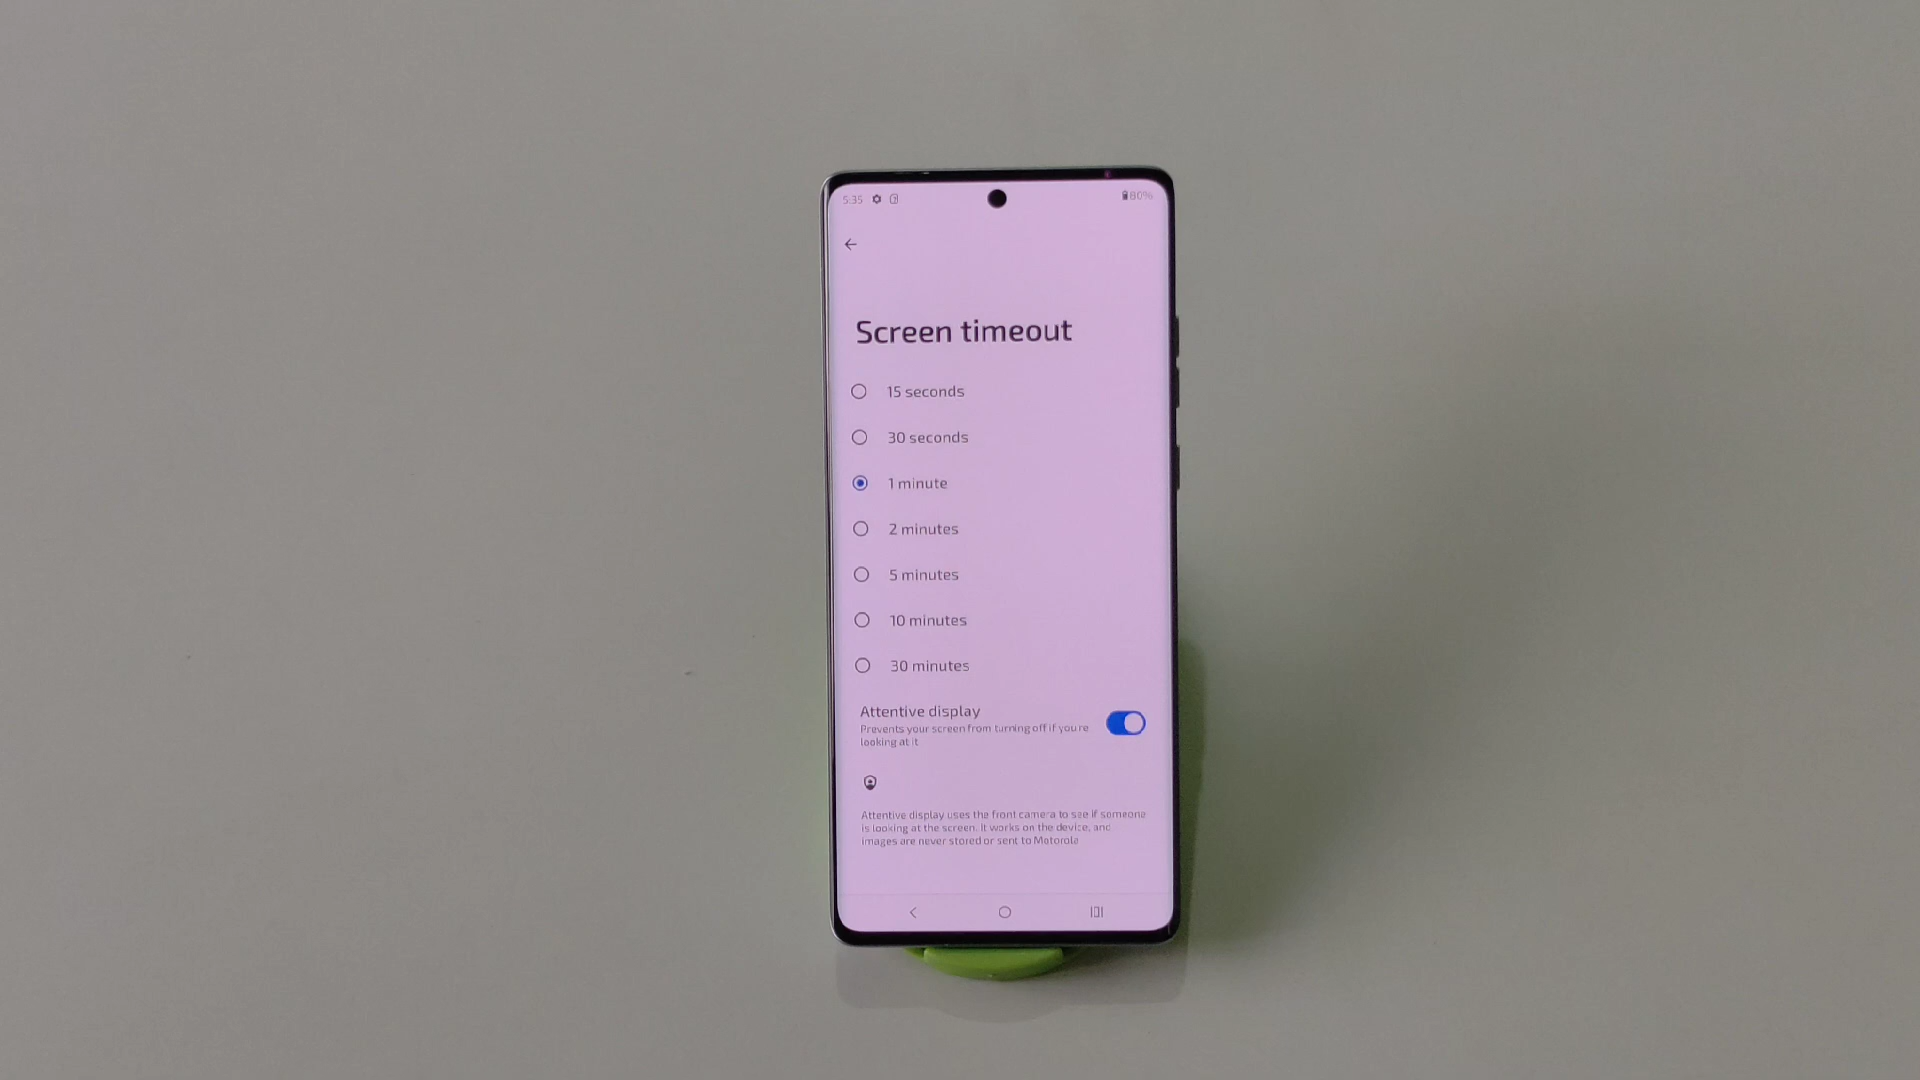 5:35
80%
Screen timeout
15 seconds
30 seconds
1 minute
2 minutes
5 minutes
10 minutes
30 minutes
Attentive display
Prevents your screen from turning off if you're
looking at it
Attentive display uses the front camera to see if someone
is looking at the screen. It works on the device, and
images are never stored or sent to Motorola